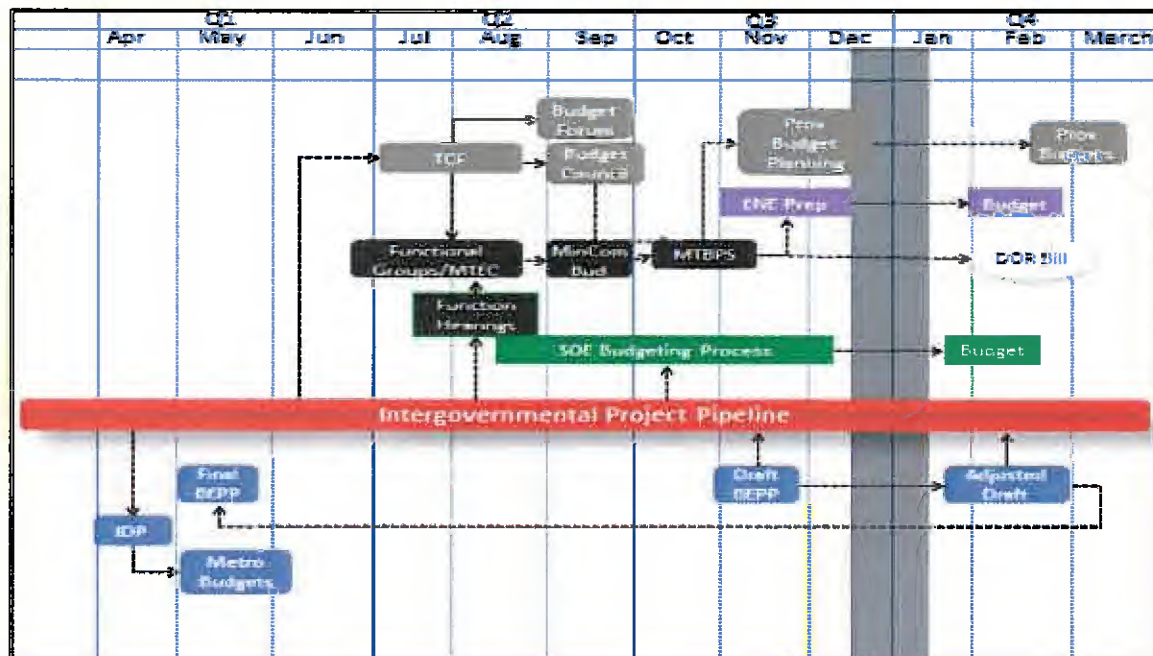 Q1 Q2 Q3 Q4
Apr May Jun Jul Aug Sep Oct Nov Dec Jan Feb March
Budget
Forum
Prov
Budget
Planning
Prov
Budgets
TCF
Budget
Council
ENE Prep
Budget
Functional
Groups/MTEC
MinCom
Bud
MTBPS
DOR Bill
Function
Hearings
SOE Budgeting Process
Budget
Intergovernmental Project Pipeline
Final
BEPP
Draft
BEPP
Adjusted
Draft
IDP
Metro
Budgets